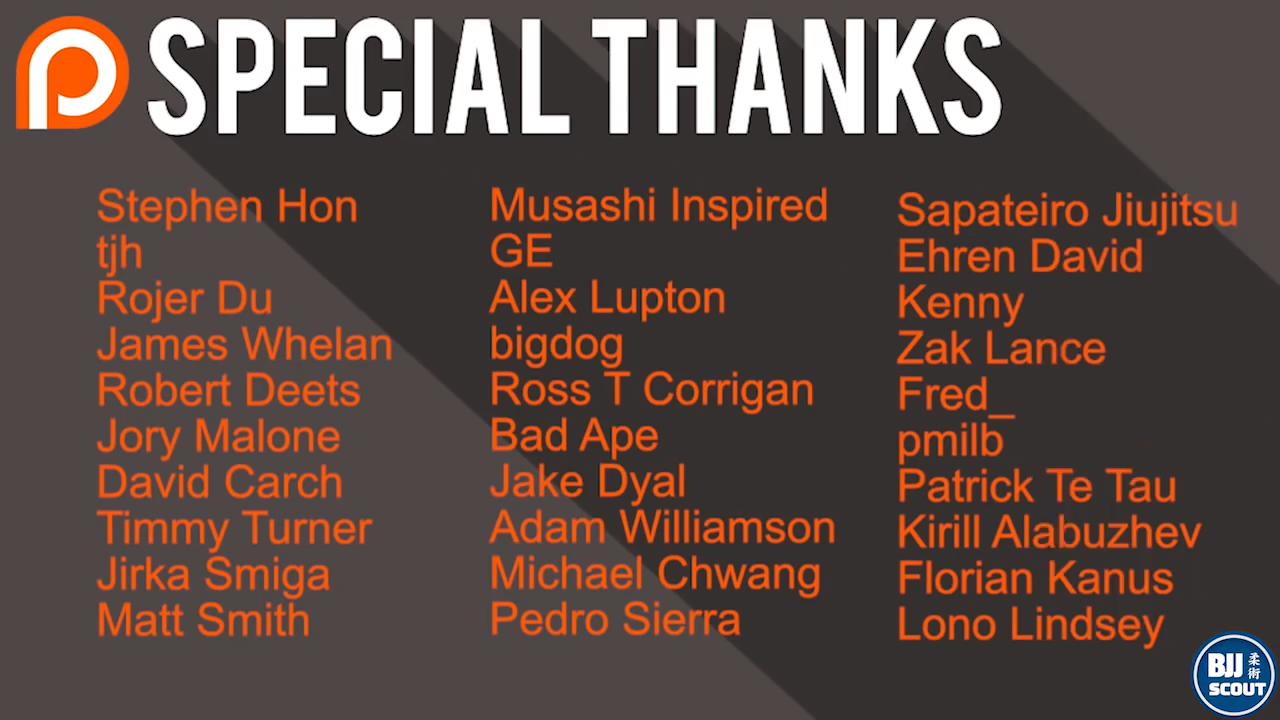 SPECIAL THANKS
Stephen Hon
tjh
Rojer Du
James Whelan
Robert Deets
Jory Malone
David Carch
Timmy Turner
Jirka Smiga
Matt Smith
Musashi Inspired
GE
Alex Lupton
bigdog
Ross T Corrigan
Bad Ape
Jake Dyal
Adam Williamson
Michael Chwang
Pedro Sierra
Sapateiro Jiujitsu
Ehren David
Kenny
Zak Lance
Fred_
pmilb
Patrick Te Tau
Kirill Alabuzhev
Florian Kanus
Lono Lindsey
BJJ 柔術
SCOUT